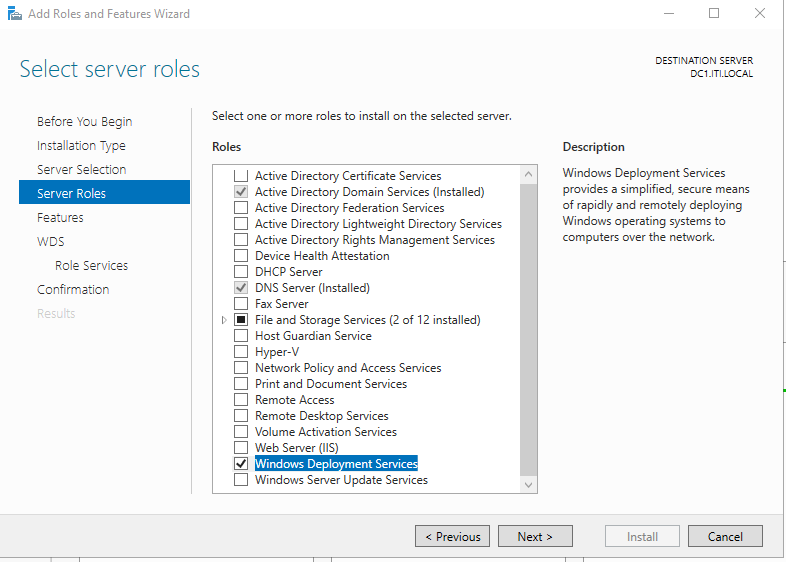 Add Roles and Features Wizard
Select server roles
DESTINATION SERVER
DC1.ITI.LOCAL
Before You Begin
Installation Type
Server Selection
Server Roles
Features
WDS
Role Services
Confirmation
Results
Select one or more roles to install on the selected server.
Roles
Active Directory Certificate Services
Active Directory Domain Services (Installed)
Active Directory Federation Services
Active Directory Lightweight Directory Services
Active Directory Rights Management Services
Device Health Attestation
DHCP Server
DNS Server (Installed)
Fax Server
File and Storage Services (2 of 12 installed)
Host Guardian Service
Hyper-V
Network Policy and Access Services
Print and Document Services
Remote Access
Remote Desktop Services
Volume Activation Services
Web Server (IIS)
Windows Deployment Services
Windows Server Update Services
Description
Windows Deployment Services
provides a simplified, secure means
of rapidly and remotely deploying
Windows operating systems to
computers over the network.
< Previous
Next >
Install
Cancel